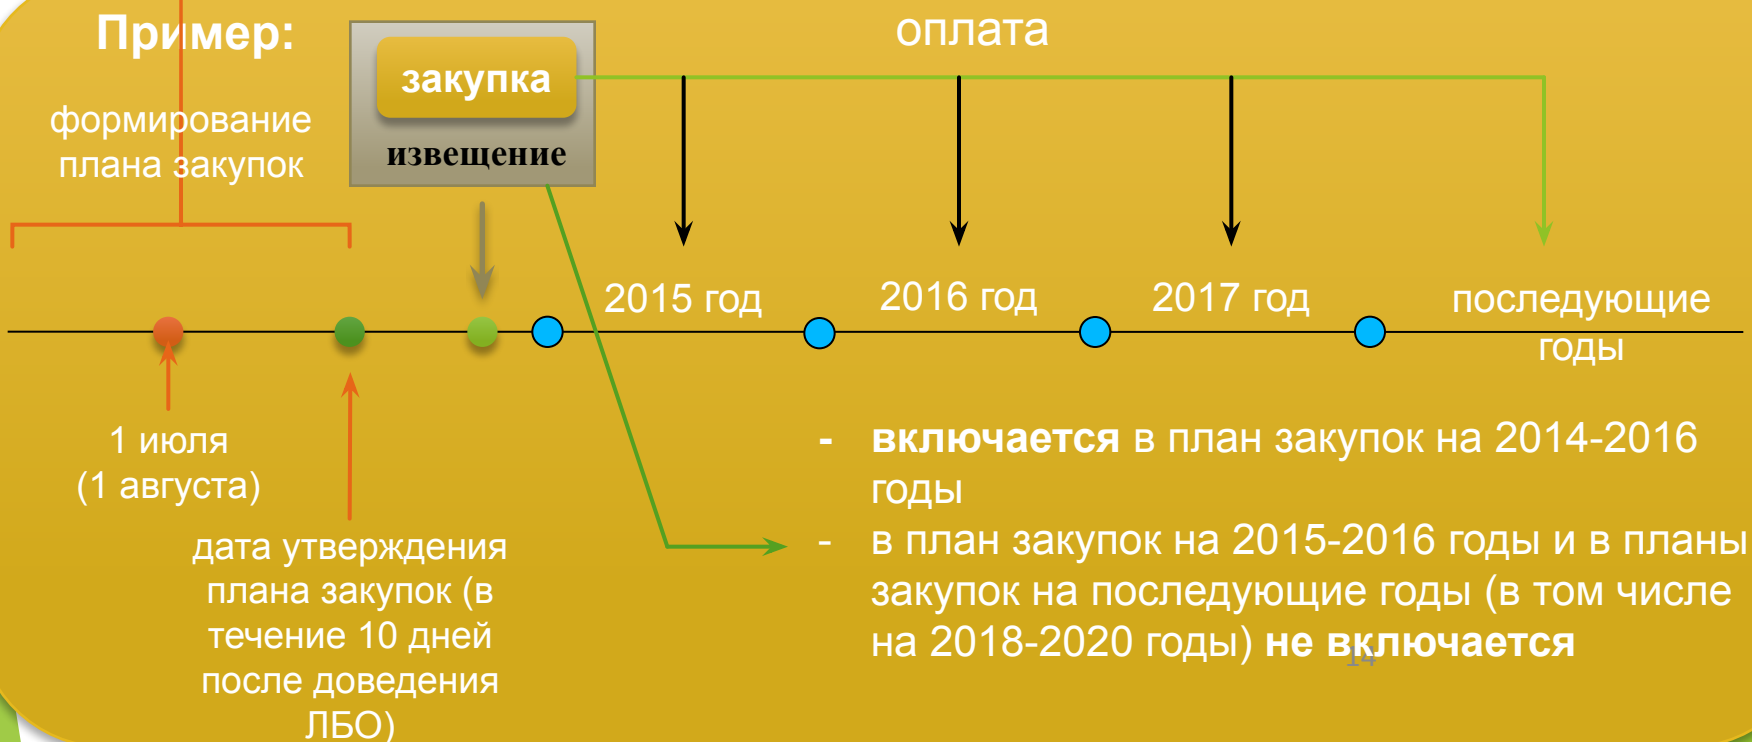 Пример:
оплата
закупка
извещение
формирование
плана закупок
2015 год
2016 год
2017 год
последующие
годы
1 июля
(1 августа)
дата утверждения
плана закупок (в
течение 10 дней
после доведения
ЛБО)
- включается в план закупок на 2014-2016
годы
- в план закупок на 2015-2016 годы и в планы
закупок на последующие годы (в том числе
на 2018-2020 годы) не включается
14